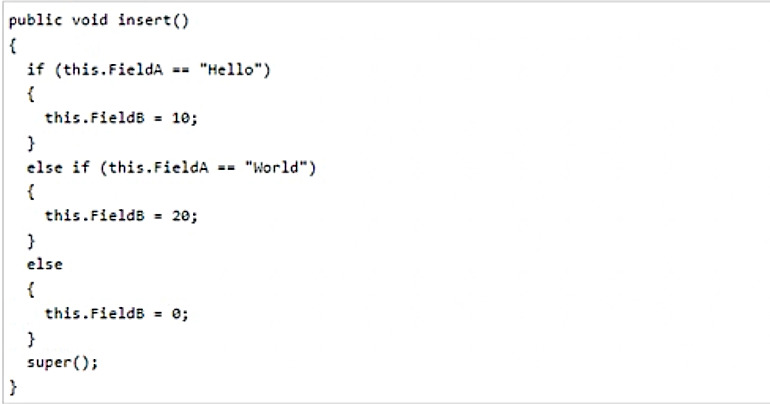 public void insert()
{
if (this.FieldA == "Hello")
{
this.FieldB = 10;
}
else if (this.FieldA == "World")
{
this.FieldB = 20;
}
else
{
this.FieldB = 0;
}
super();
}